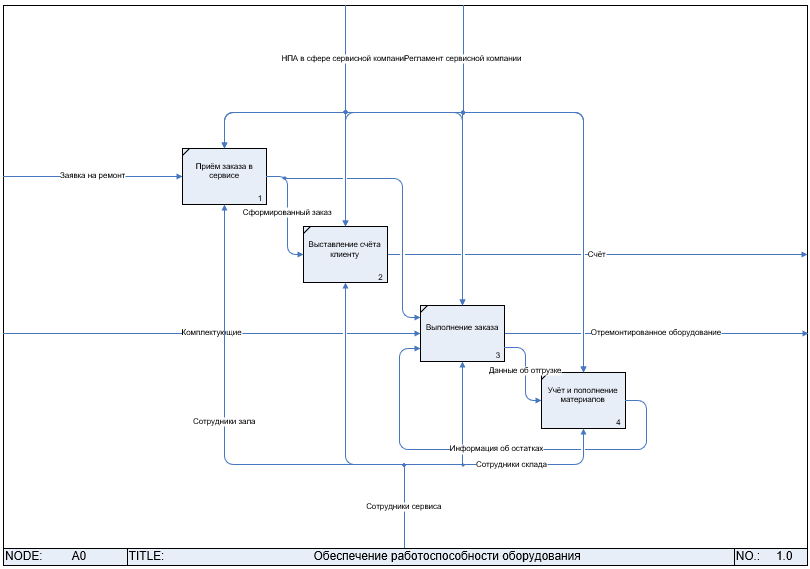 НПА в сфере сервисной компани
Регламент сервисной компании
Заявка на ремонт
Приём заказа в
сервисе
1
Сформированный заказ
Выставление счёта
клиенту
2
Счёт
Комплектующие
Выполнение заказа
3
Отремонтированное оборудование
Данные об отгрузке
Учёт и пополнение
материалов
4
Сотрудники зала
Информация об остатках
Сотрудники склада
Сотрудники сервиса
NODE: A0 TITLE: Обеспечение работоспособности оборудования NO.: 1.0